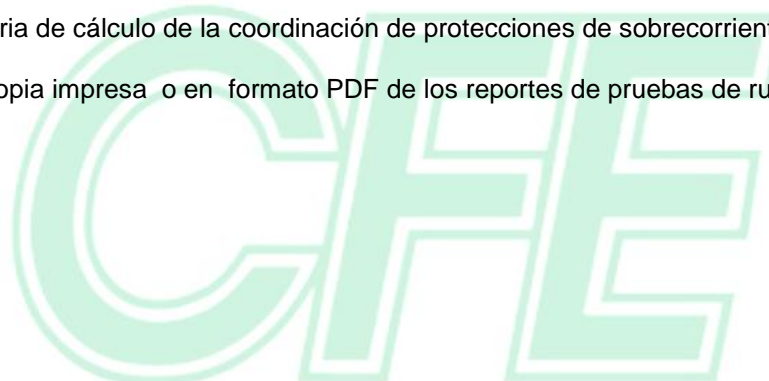 ria de cálculo de la coordinación de protecciones de sobrecorrien
opia impresa o en formato PDF de los reportes de pruebas de ru
CFE